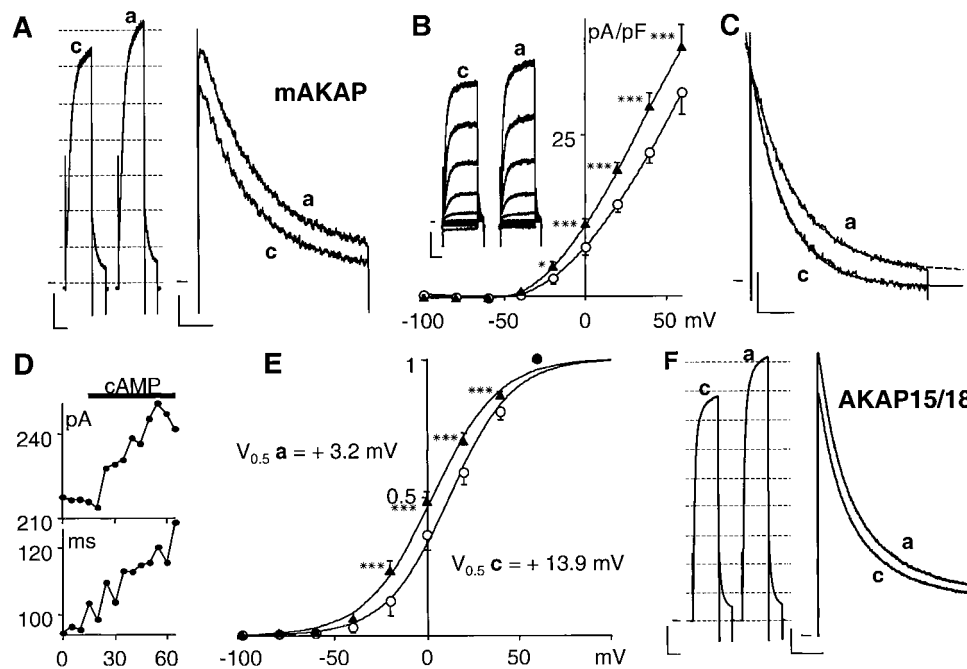 A
c
a
mAKAP
a
c
B
c
a
pA/pF
***
***
25
***
***
*
-100
-50
0
50
mV
C
a
c
D
cAMP
pA
240
210
ms
120
100
0
30
60
E
1
***
***
V0.5 a = + 3.2 mV
0.5
***
***
V0.5 c = + 13.9 mV
-100
-50
0
50
mV
F
c
a
AKAP15/18
a
c